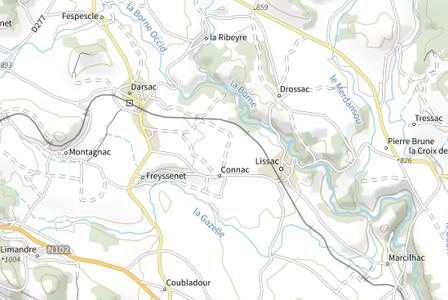 la Borne Occid
859
Fespescle
D277
la Ribeyre
893
Darsac
la Borne
Drossac
le Merdansou
Tressac
Pierre Brune
la Croix de
826
Montagnac
Lissac
Connac
Freyssenet
la Gazelle
Limandre
1004
N102
Marcilhac
Coubladour